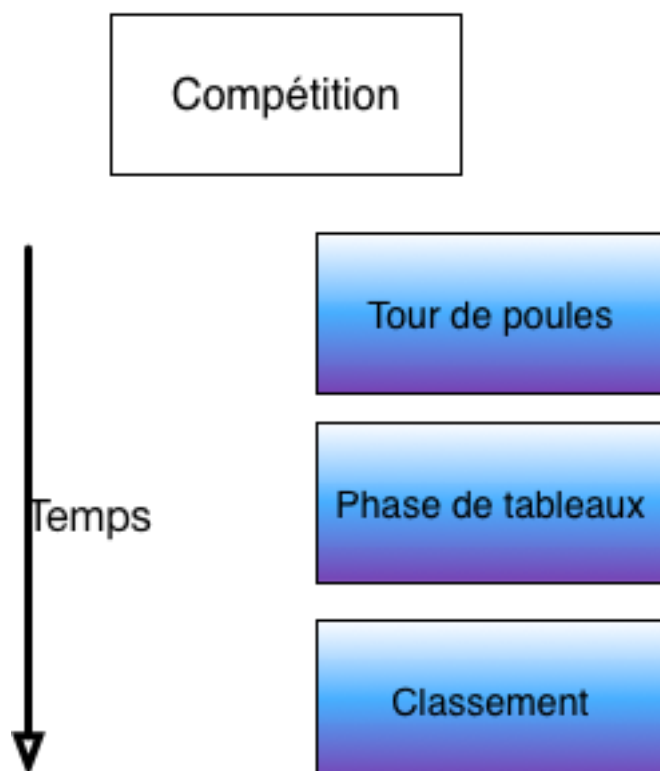 Compétition
Tour de poules
Phase de tableaux
Temps
Classement